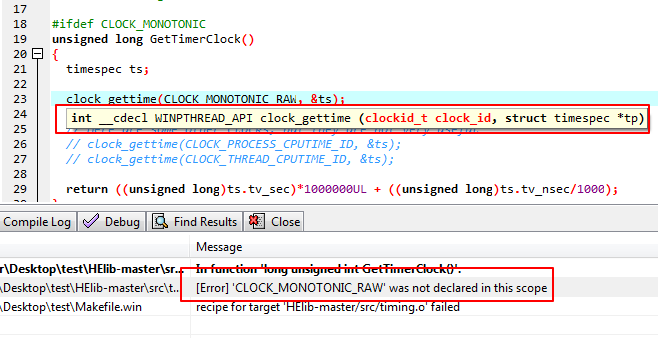 17
18 #ifdef CLOCK_MONOTONIC
19 unsigned long GetTimerClock()
20 {
21 timespec ts;
22
23 clock_gettime(CLOCK_MONOTONIC_RAW, &ts);
24 int __cdecl WINPTHREAD_API clock_gettime (clockid_t clock_id, struct timespec *tp)
25
26 // clock_gettime(CLOCK_PROCESS_CPUTIME_ID, &ts);
27 // clock_gettime(CLOCK_THREAD_CPUTIME_ID, &ts);
28
29 return ((unsigned long)ts.tv_sec)*1000000UL + ((unsigned long)ts.tv_nsec/1000);
Compile Log Debug Find Results Close
Message
r\Desktop\test\HElib-master\sr... In function 'long unsigned int GetTimerClock()':
\Desktop\test\HElib-master\src\t... [Error] 'CLOCK_MONOTONIC_RAW' was not declared in this scope
\Desktop\test\Makefile.win recipe for target 'HElib-master/src/timing.o' failed